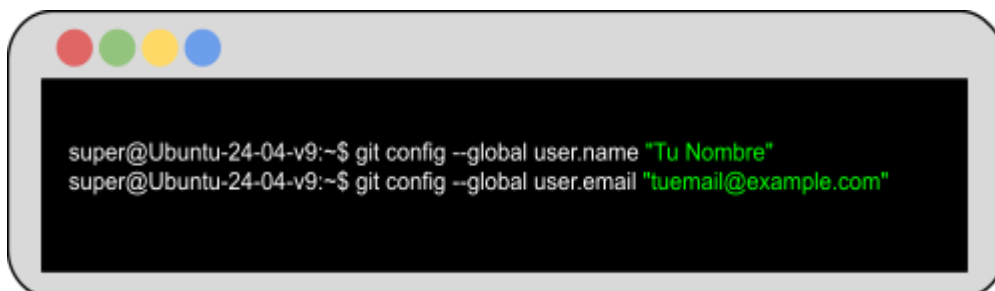 super@Ubuntu-24-04-v9:~$ git config --global user.name "Tu Nombre"
super@Ubuntu-24-04-v9:~$ git config --global user.email "tuemail@example.com"